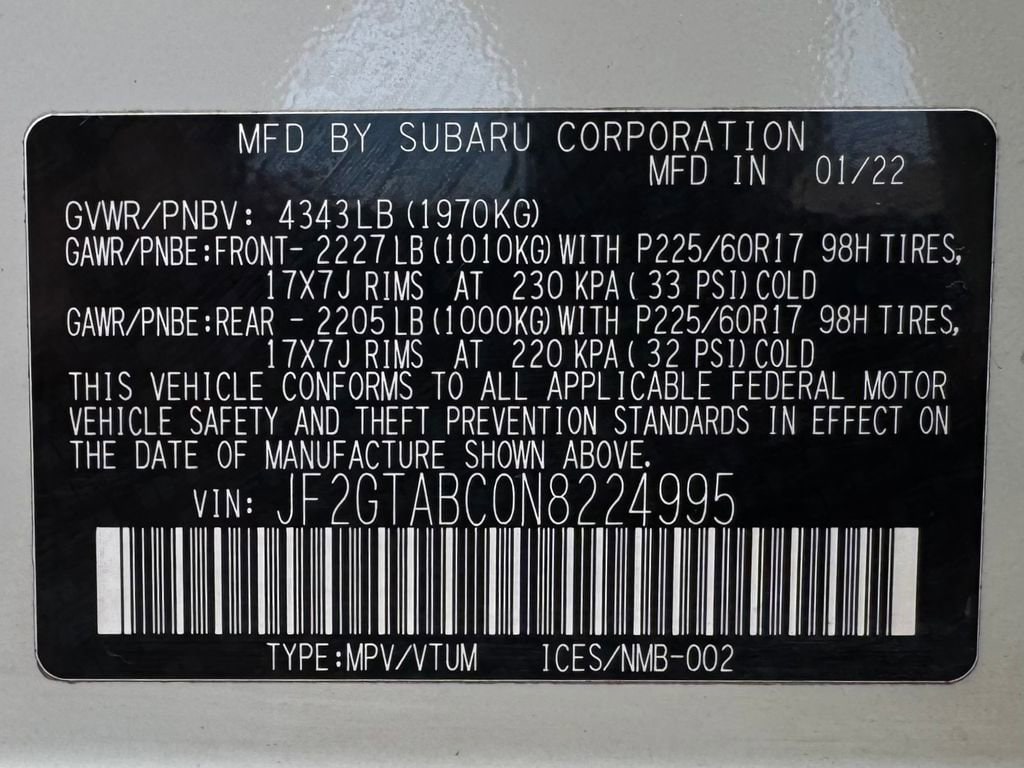 MFD BY SUBARU CORPORATION
MFD IN 01/22
GVWR/PNBV: 4343LB (1970KG)
GAWR/PNBE:FRONT- 2227LB (1010KG) WITH P225/60R17 98H TIRES,
17X7J RIMS AT 230 KPA( 33 PSI) COLD
GAWR/PNBE:REAR - 2205LB (1000KG) WITH P225/60R17 98H TIRES,
17X7J RIMS AT 220 KPA( 32 PSI) COLD
THIS VEHICLE CONFORMS TO ALL APPLICABLE FEDERAL MOTOR
VEHICLE SAFETY AND THEFT PREVENTION STANDARDS IN EFFECT ON
THE DATE OF MANUFACTURE SHOWN ABOVE.
VIN: JF2GTABC0N8224995
TYPE:MPV/VTUM ICES/NMB-002